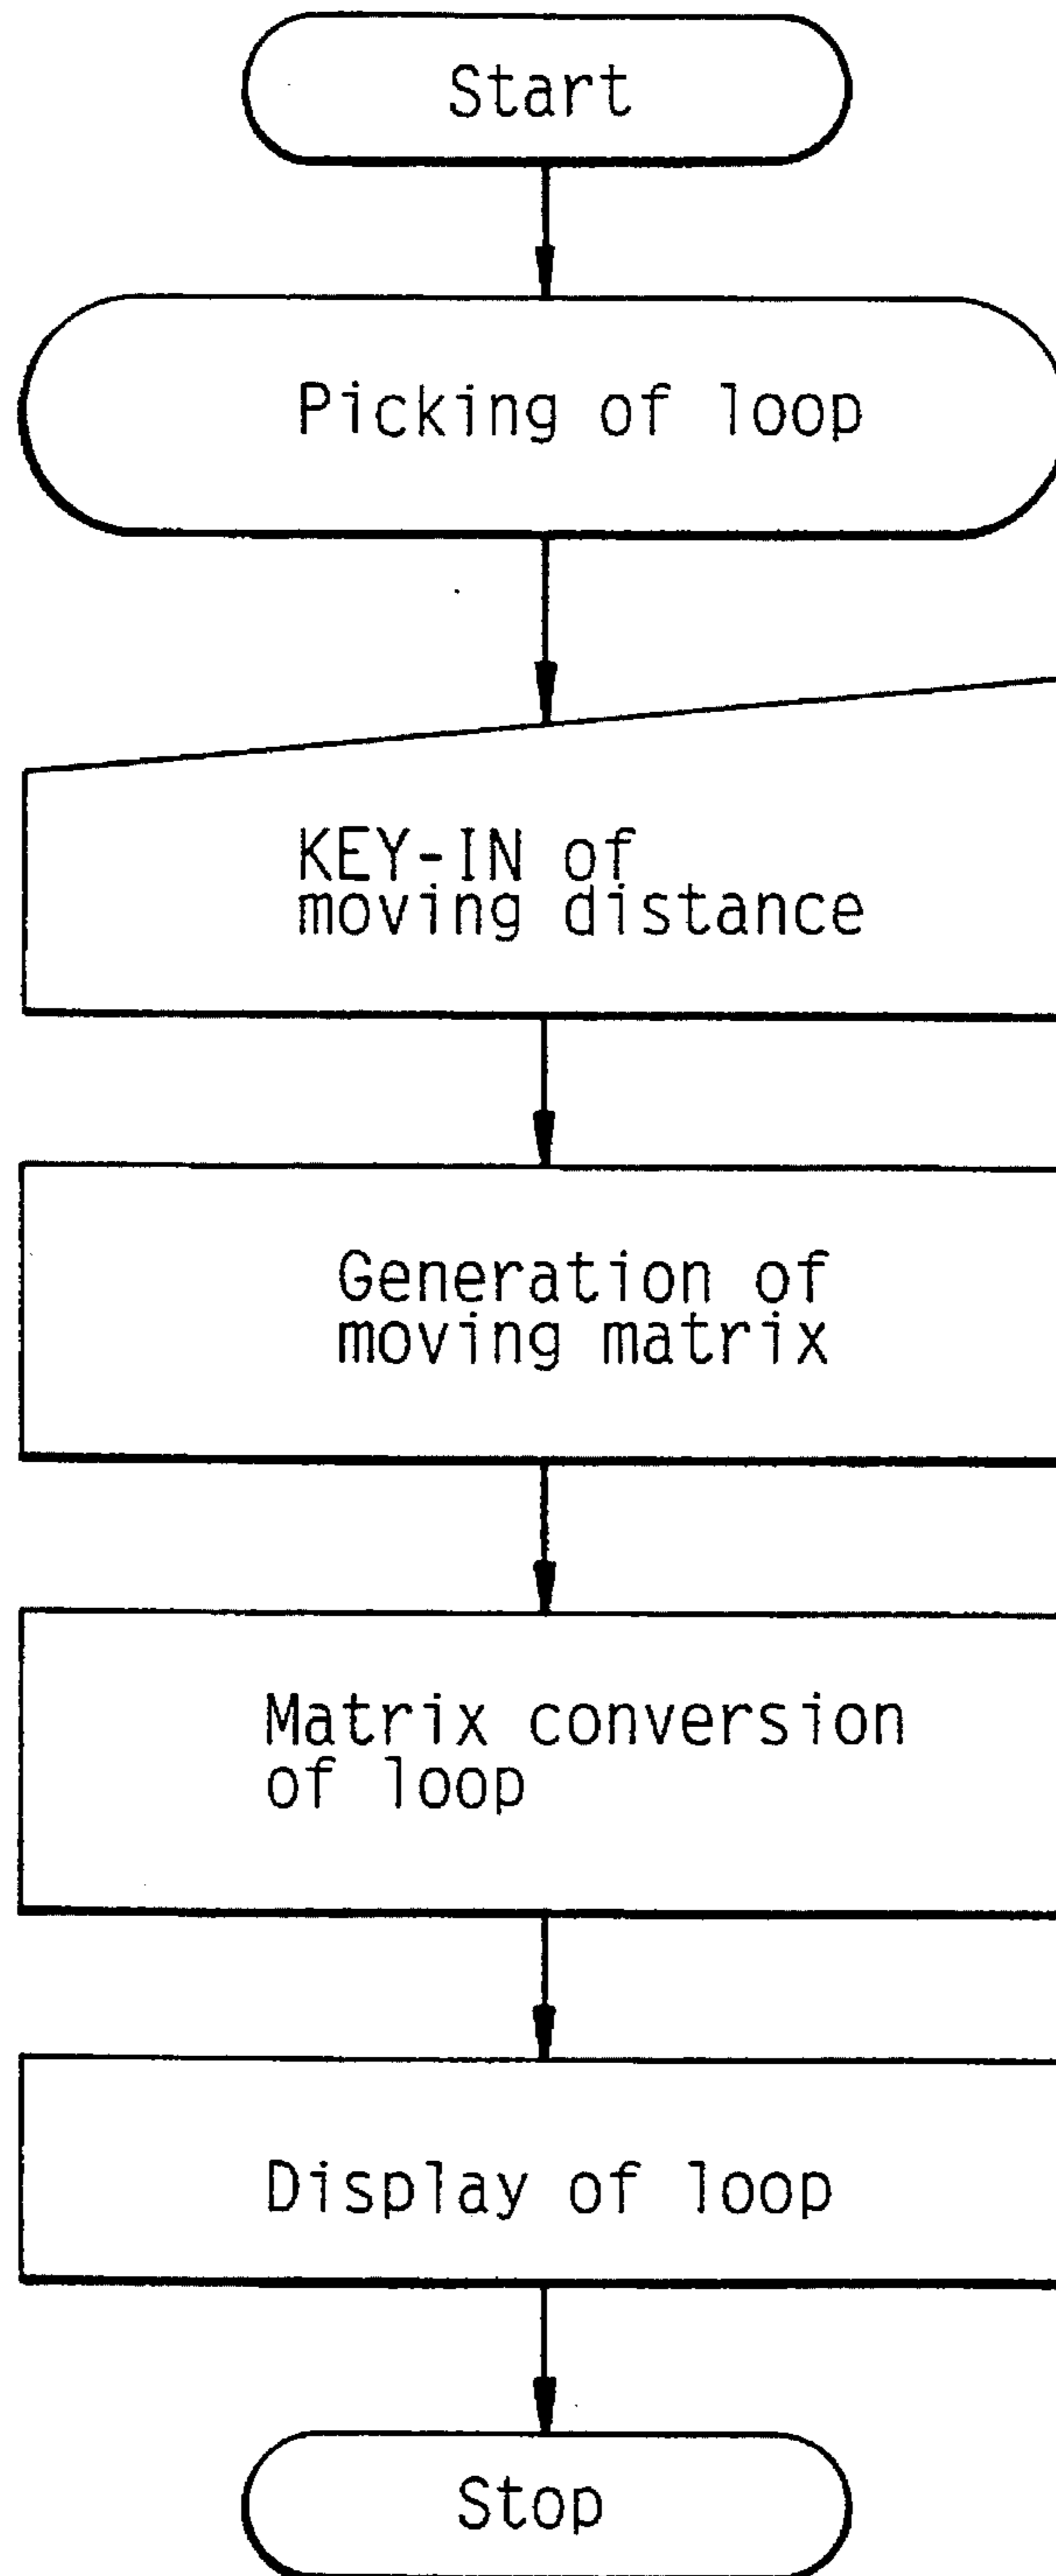 Start
Picking of loop
KEY-IN of
moving distance
Generation of
moving matrix
Matrix conversion
of loop
Display of loop
Stop